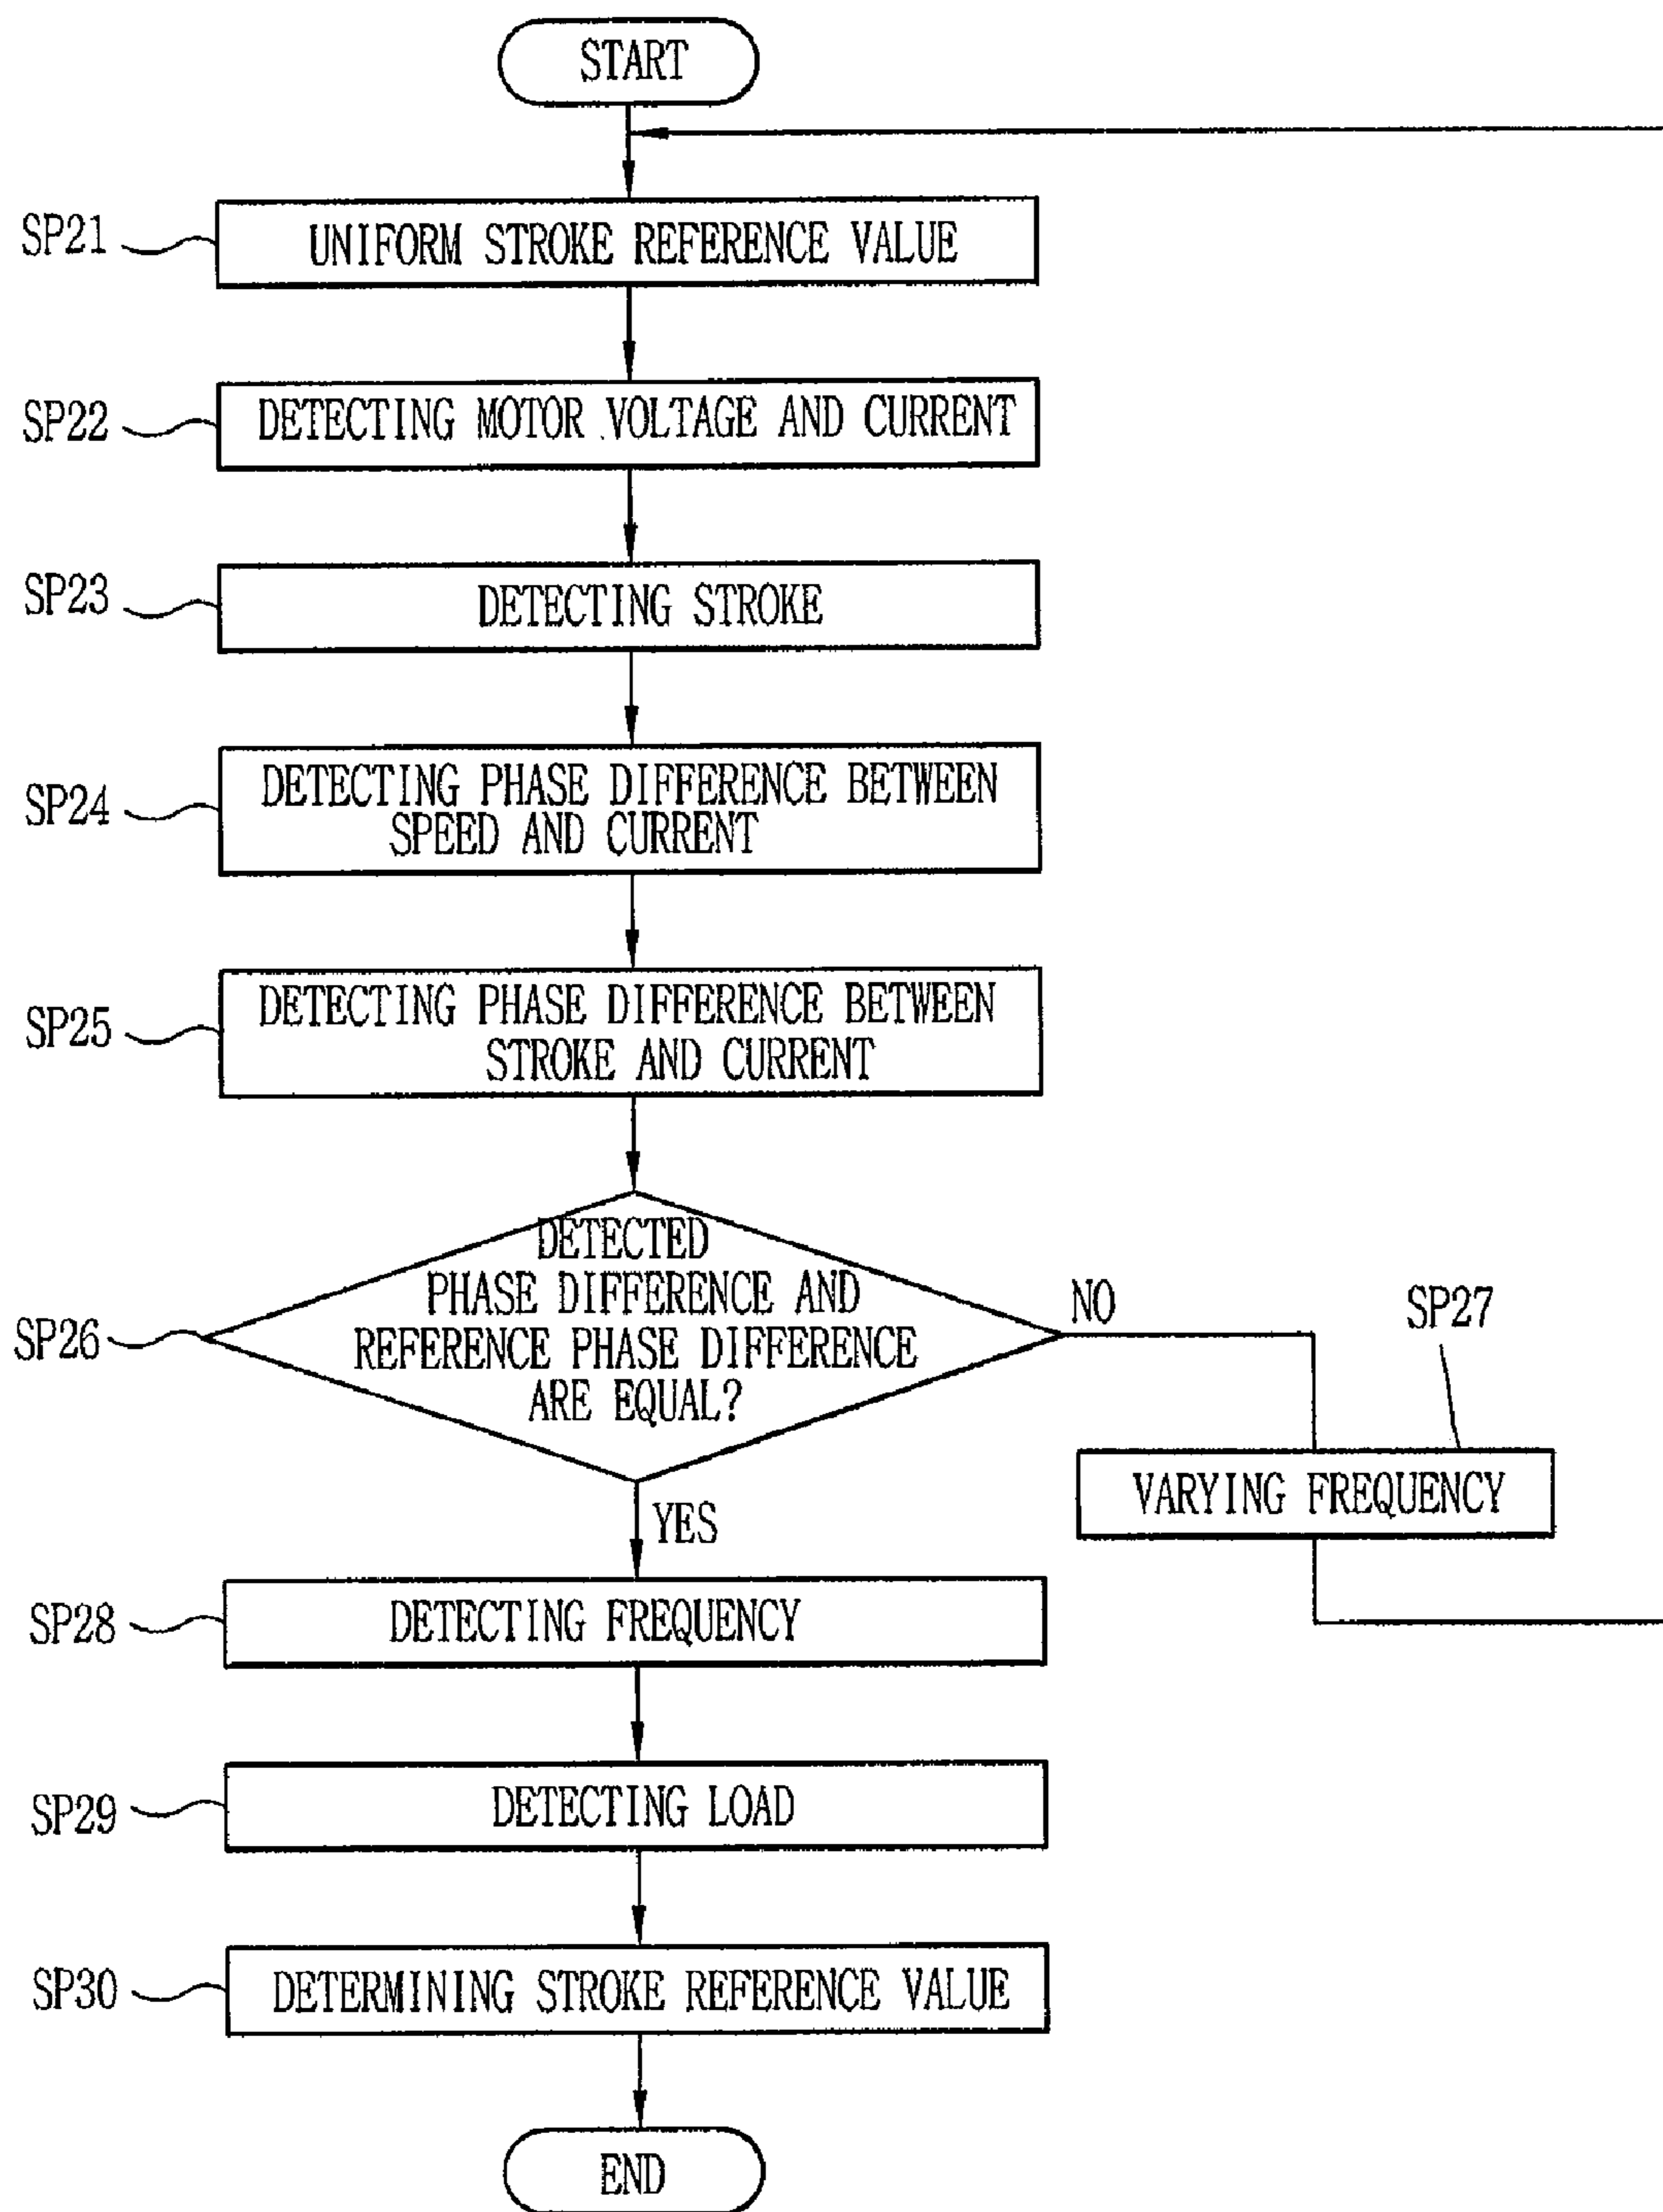 START
SP21
UNIFORM STROKE REFERENCE VALUE
SP22
DETECTING MOTOR VOLTAGE AND CURRENT
SP23
DETECTING STROKE
SP24
DETECTING PHASE DIFFERENCE BETWEEN
SPEED AND CURRENT
SP25
DETECTING PHASE DIFFERENCE BETWEEN
STROKE AND CURRENT
SP26
DETECTED
PHASE DIFFERENCE AND
REFERENCE PHASE DIFFERENCE
ARE EQUAL?
NO
SP27
VARYING FREQUENCY
YES
SP28
DETECTING FREQUENCY
SP29
DETECTING LOAD
SP30
DETERMINING STROKE REFERENCE VALUE
END